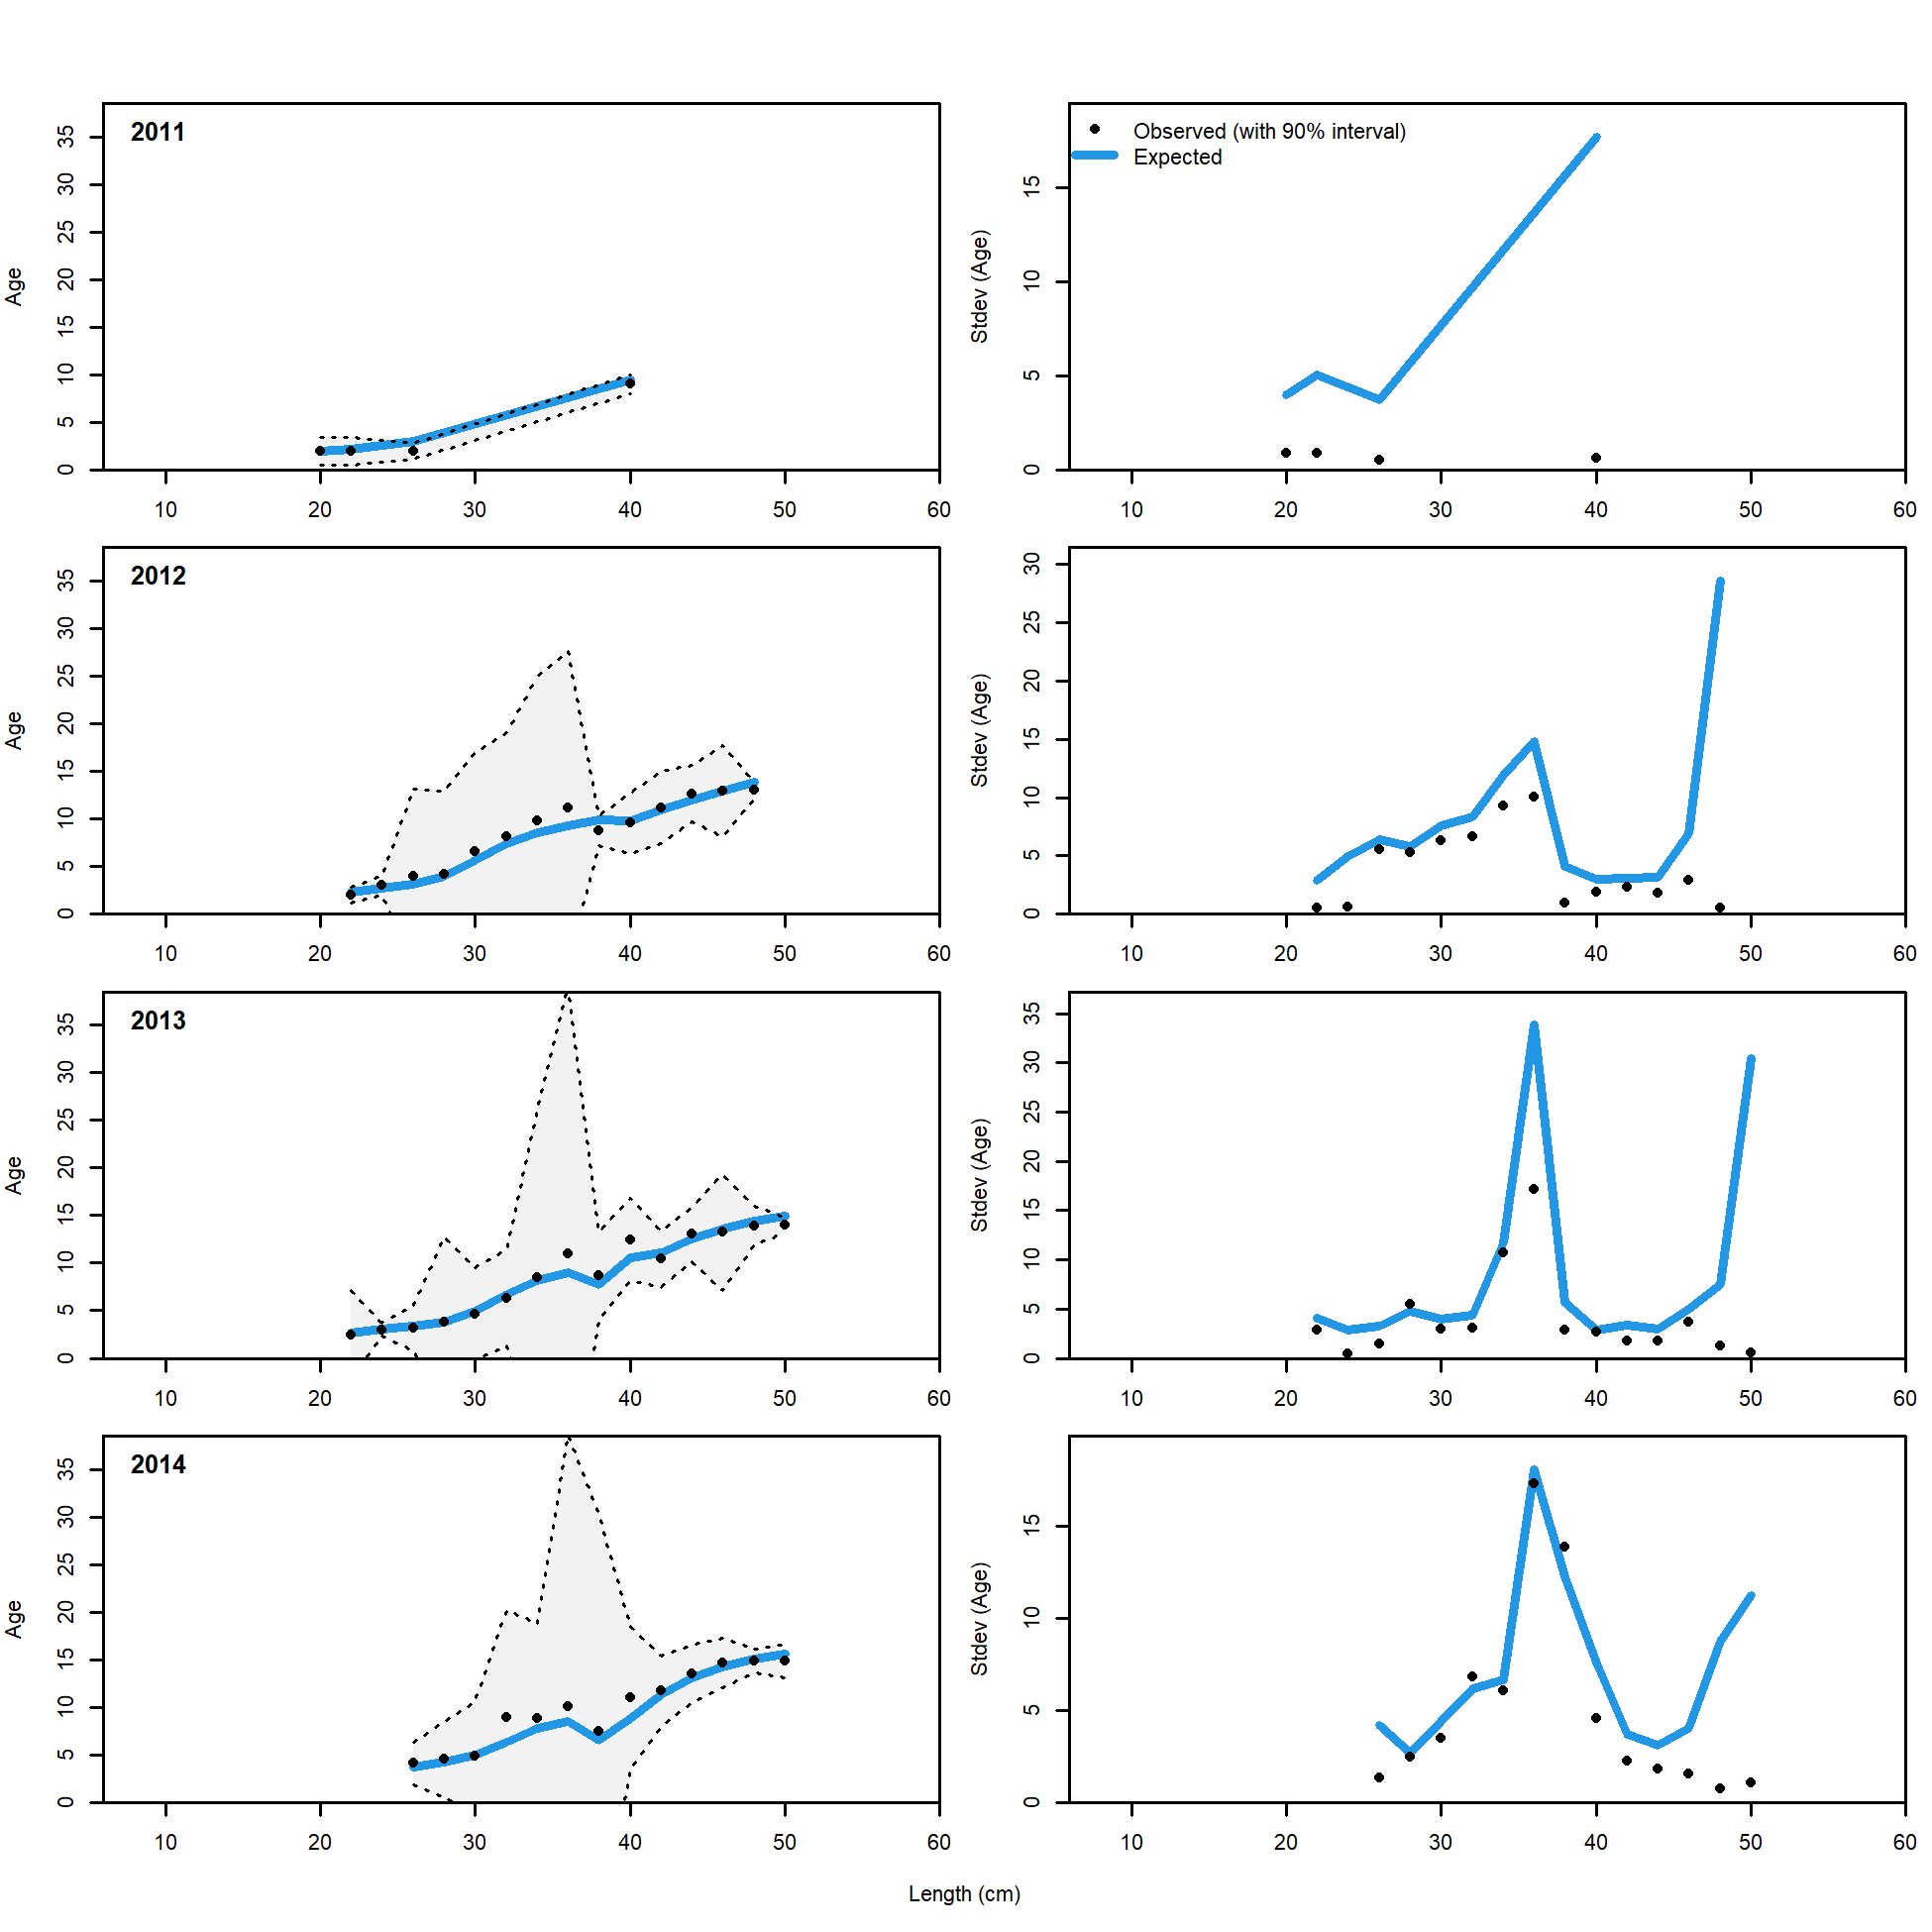 2011
Age
0 5 10 15 20 25 30 35
10 20 30 40 50 60
Observed (with 90% interval)
Expected
Stdev (Age)
0 5 10 15
10 20 30 40 50 60
2012
Age
0 5 10 15 20 25 30 35
10 20 30 40 50 60
Stdev (Age)
0 5 10 15 20 25 30
10 20 30 40 50 60
2013
Age
0 5 10 15 20 25 30 35
10 20 30 40 50 60
Stdev (Age)
0 5 10 15 20 25 30 35
10 20 30 40 50 60
2014
Age
0 5 10 15 20 25 30 35
10 20 30 40 50 60
Stdev (Age)
0 5 10 15
10 20 30 40 50 60
Length (cm)